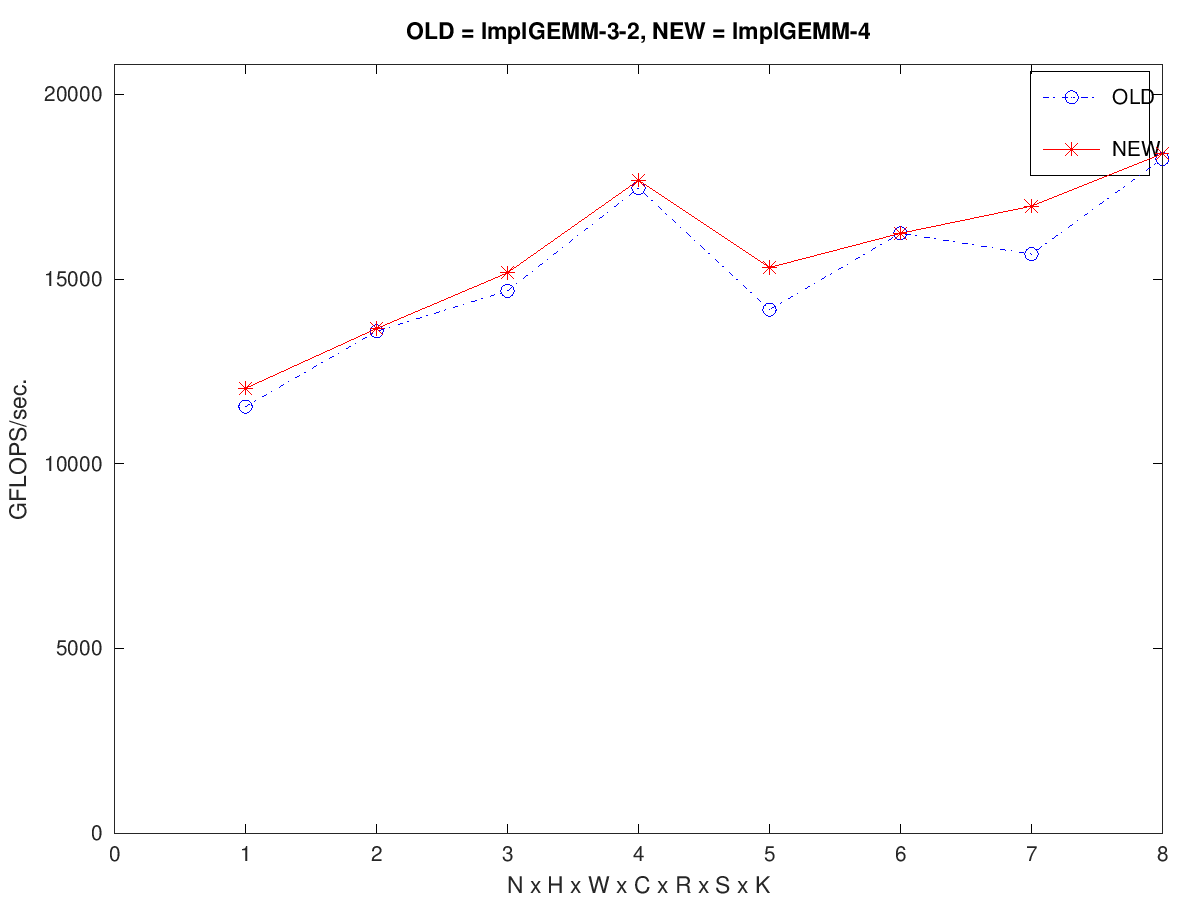 OLD = ImplGEMM-3-2, NEW = ImplGEMM-4
20000
15000
10000
5000
0
GFLOPS/sec.
OLD
NEW
0 1 2 3 4 5 6 7 8
N x H x W x C x R x S x K